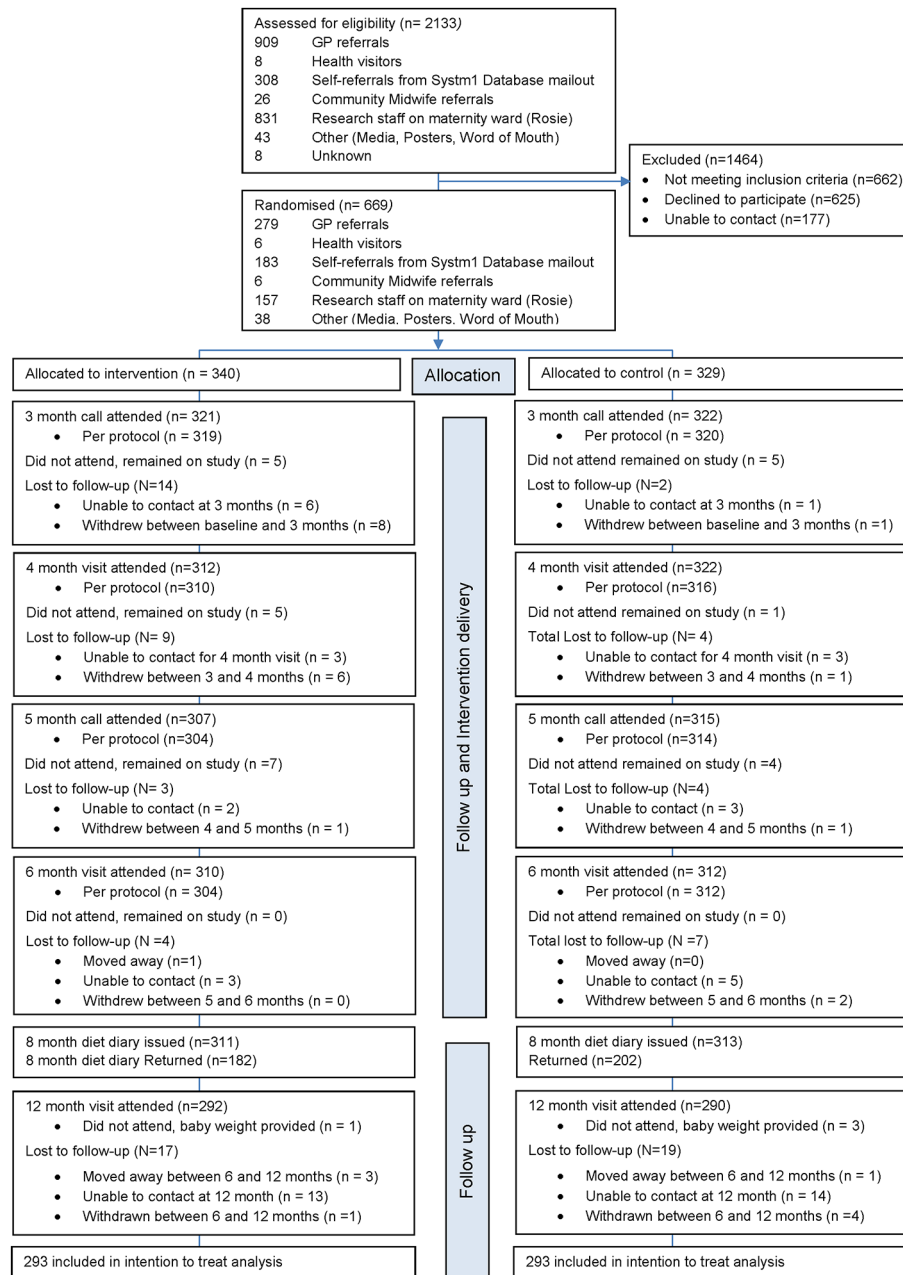 Assessed for eligibility (n= 2133)
909 GP referrals
8 Health visitors
308 Self-referrals from Systm1 Database mailout
26 Community Midwife referrals
831 Research staff on maternity ward (Rosie)
43 Other (Media, Posters, Word of Mouth)
8 Unknown
Excluded (n=1464)
• Not meeting inclusion criteria (n=662)
• Declined to participate (n=625)
• Unable to contact (n=177)
Randomised (n= 669)
279 GP referrals
6 Health visitors
183 Self-referrals from Systm1 Database mailout
6 Community Midwife referrals
157 Research staff on maternity ward (Rosie)
38 Other (Media, Posters, Word of Mouth)
Allocated to intervention (n = 340)
Allocation
Allocated to control (n = 329)
3 month call attended (n= 321)
• Per protocol (n = 319)
Did not attend, remained on study (n = 5)
Lost to follow-up (N=14)
• Unable to contact at 3 months (n = 6)
• Withdrew between baseline and 3 months (n =8)
3 month call attended (n= 322)
• Per protocol (n = 320)
Did not attend remained on study (n = 5)
Lost to follow-up (N=2)
• Unable to contact at 3 months (n = 1)
• Withdrew between baseline and 3 months (n =1)
Follow up and Intervention delivery
4 month visit attended (n=312)
• Per protocol (n=310)
Did not attend, remained on study (n = 5)
Lost to follow-up (N= 9)
• Unable to contact for 4 month visit (n = 3)
• Withdrew between 3 and 4 months (n = 6)
4 month visit attended (n=322)
• Per protocol (n=316)
Did not attend remained on study (n = 1)
Total Lost to follow-up (N= 4)
• Unable to contact for 4 month visit (n = 3)
• Withdrew between 3 and 4 months (n = 1)
5 month call attended (n=307)
• Per protocol (n=304)
Did not attend, remained on study (n =7)
Lost to follow-up (N= 3)
• Unable to contact (n = 2)
• Withdrew between 4 and 5 months (n = 1)
5 month call attended (n=315)
• Per protocol (n=314)
Did not attend remained on study (n =4)
Total Lost to follow-up (N=4)
• Unable to contact (n = 3)
• Withdrew between 4 and 5 months (n = 1)
6 month visit attended (n= 310)
• Per protocol (n = 304)
Did not attend, remained on study (n = 0)
Lost to follow-up (N =4)
• Moved away (n=1)
• Unable to contact (n = 3)
• Withdrew between 5 and 6 months (n = 0)
6 month visit attended (n= 312)
• Per protocol (n = 312)
Did not attend remained on study (n = 0)
Total lost to follow-up (N =7)
• Moved away (n=0)
• Unable to contact (n = 5)
• Withdrew between 5 and 6 months (n = 2)
8 month diet diary issued (n=311)
8 month diet diary Returned (n=182)
8 month diet diary issued (n=313)
Returned (n=202)
Follow up
12 month visit attended (n=292)
• Did not attend, baby weight provided (n = 1)
Lost to follow-up (N=17)
• Moved away between 6 and 12 months (n = 3)
• Unable to contact at 12 month (n = 13)
• Withdrawn between 6 and 12 months (n =1)
12 month visit attended (n=290)
• Did not attend, baby weight provided (n = 3)
Lost to follow-up (N=19)
• Moved away between 6 and 12 months (n = 1)
• Unable to contact at 12 month (n = 14)
• Withdrawn between 6 and 12 months (n =4)
293 included in intention to treat analysis
293 included in intention to treat analysis